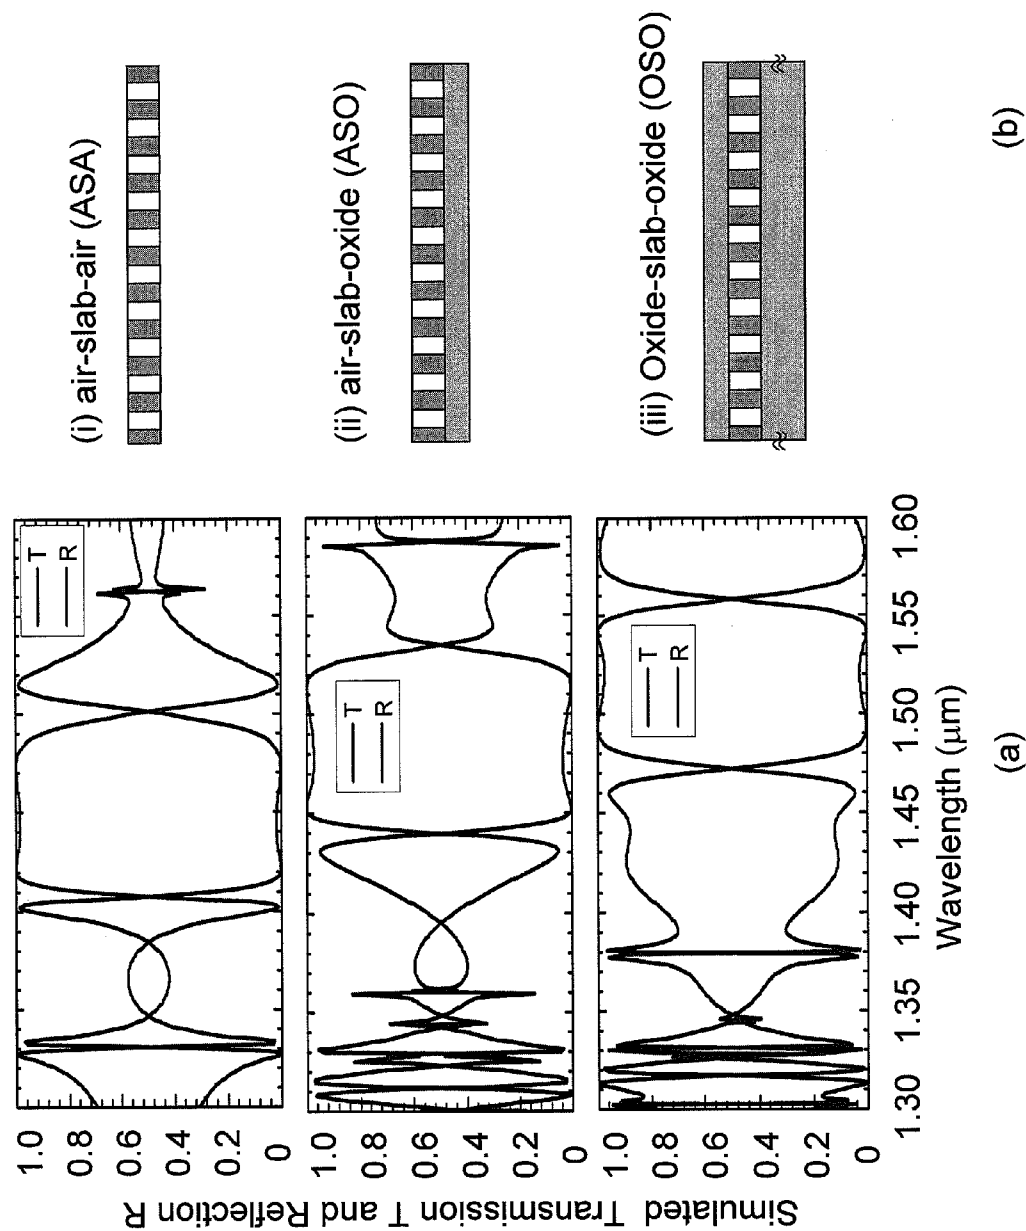 Simulated Transmission T and Reflection R
1.0
0.8
0.6
0.4
0.2
0
T
R
1.0
0.8
0.6
0.4
0.2
0
T
R
1.0
0.8
0.6
0.4
0.2
0
T
R
1.30 1.35 1.40 1.45 1.50 1.55 1.60
Wavelength (μm)
(a)
(i) air-slab-air (ASA)
(ii) air-slab-oxide (ASO)
(iii) Oxide-slab-oxide (OSO)
(b)